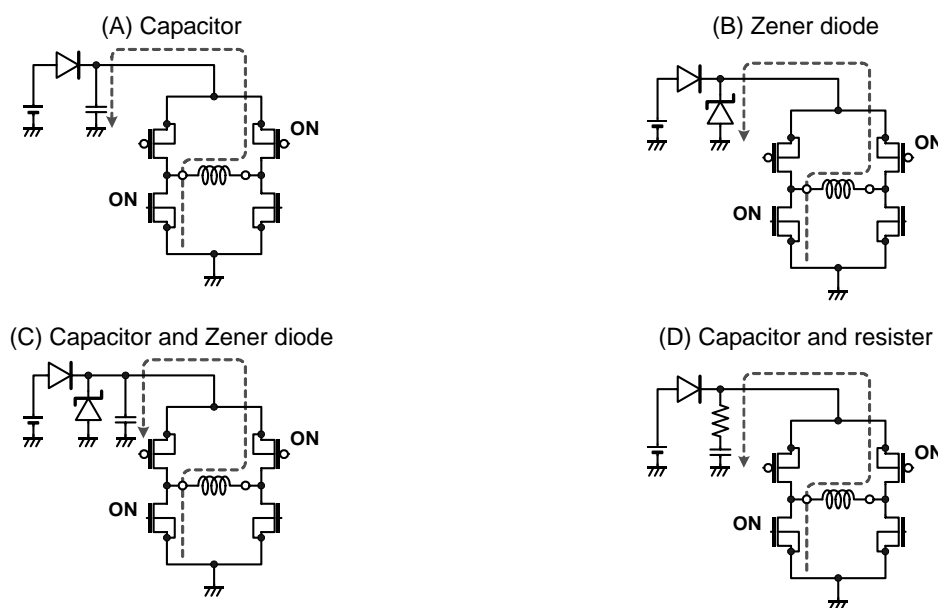 (A) Capacitor
ON
ON
(B) Zener diode
ON
ON
(C) Capacitor and Zener diode
ON
ON
(D) Capacitor and resister
ON
ON